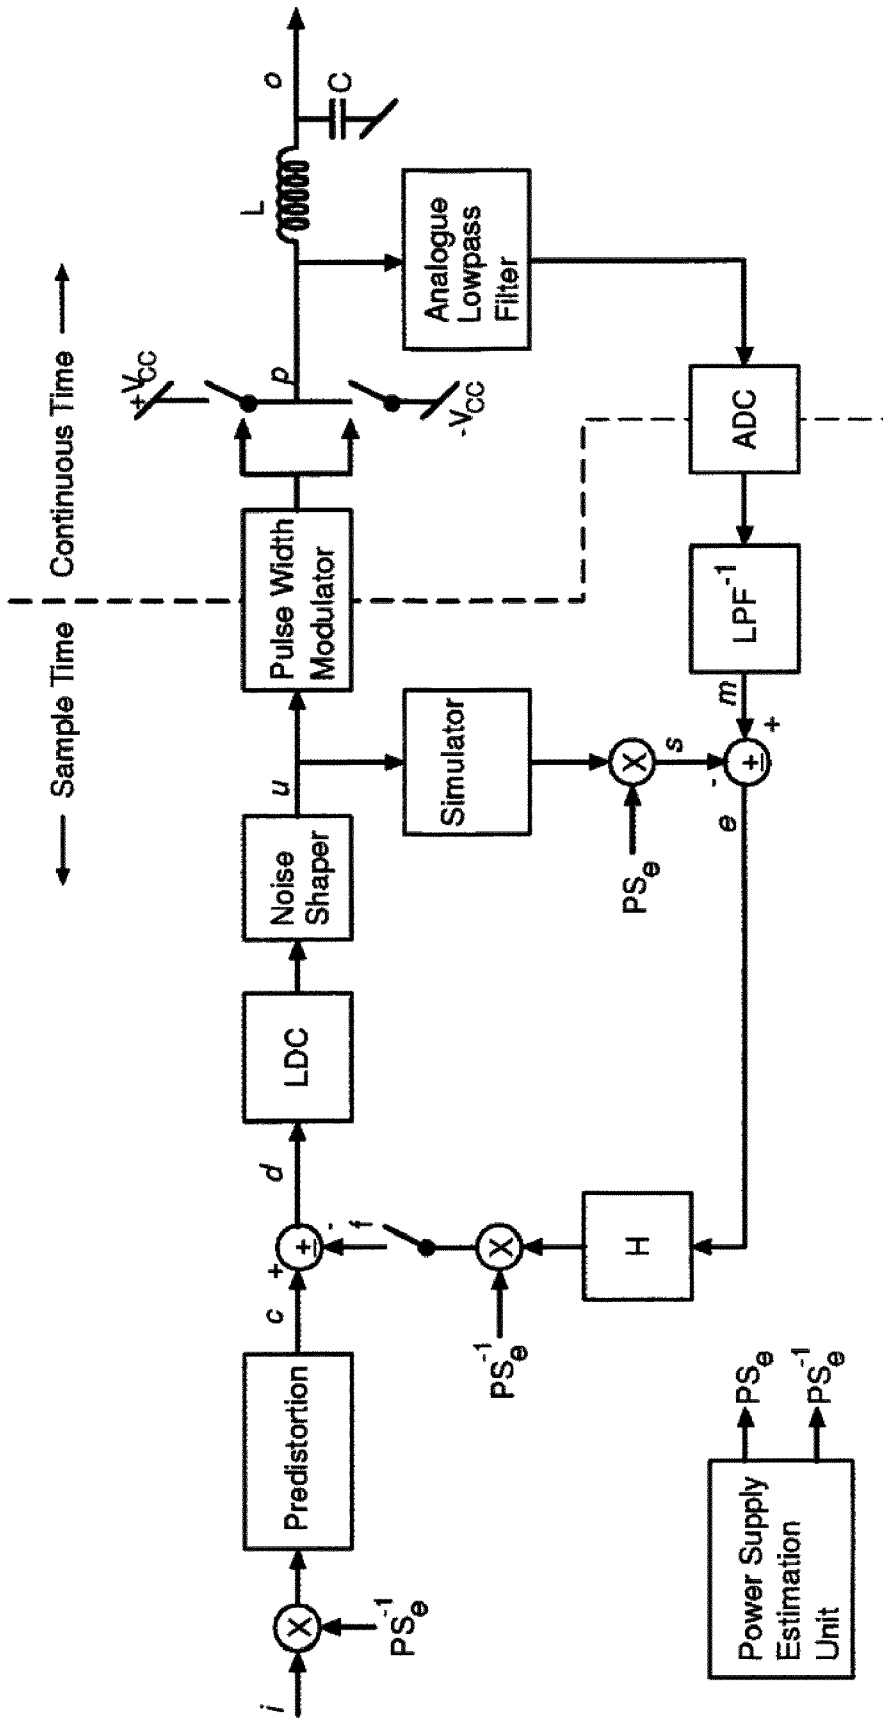 Sample Time
Continuous Time
i
X
PSe-1
Predistortion
c
+
±
-
d
LDC
Noise
Shaper
u
Pulse Width
Modulator
+VCC
-VCC
p
L
C
o
f
X
PSe-1
H
Simulator
X
PSe
s
-
±
+
e
m
LPF-1
ADC
Analogue
Lowpass
Filter
Power Supply
Estimation
Unit
PSe
PSe-1